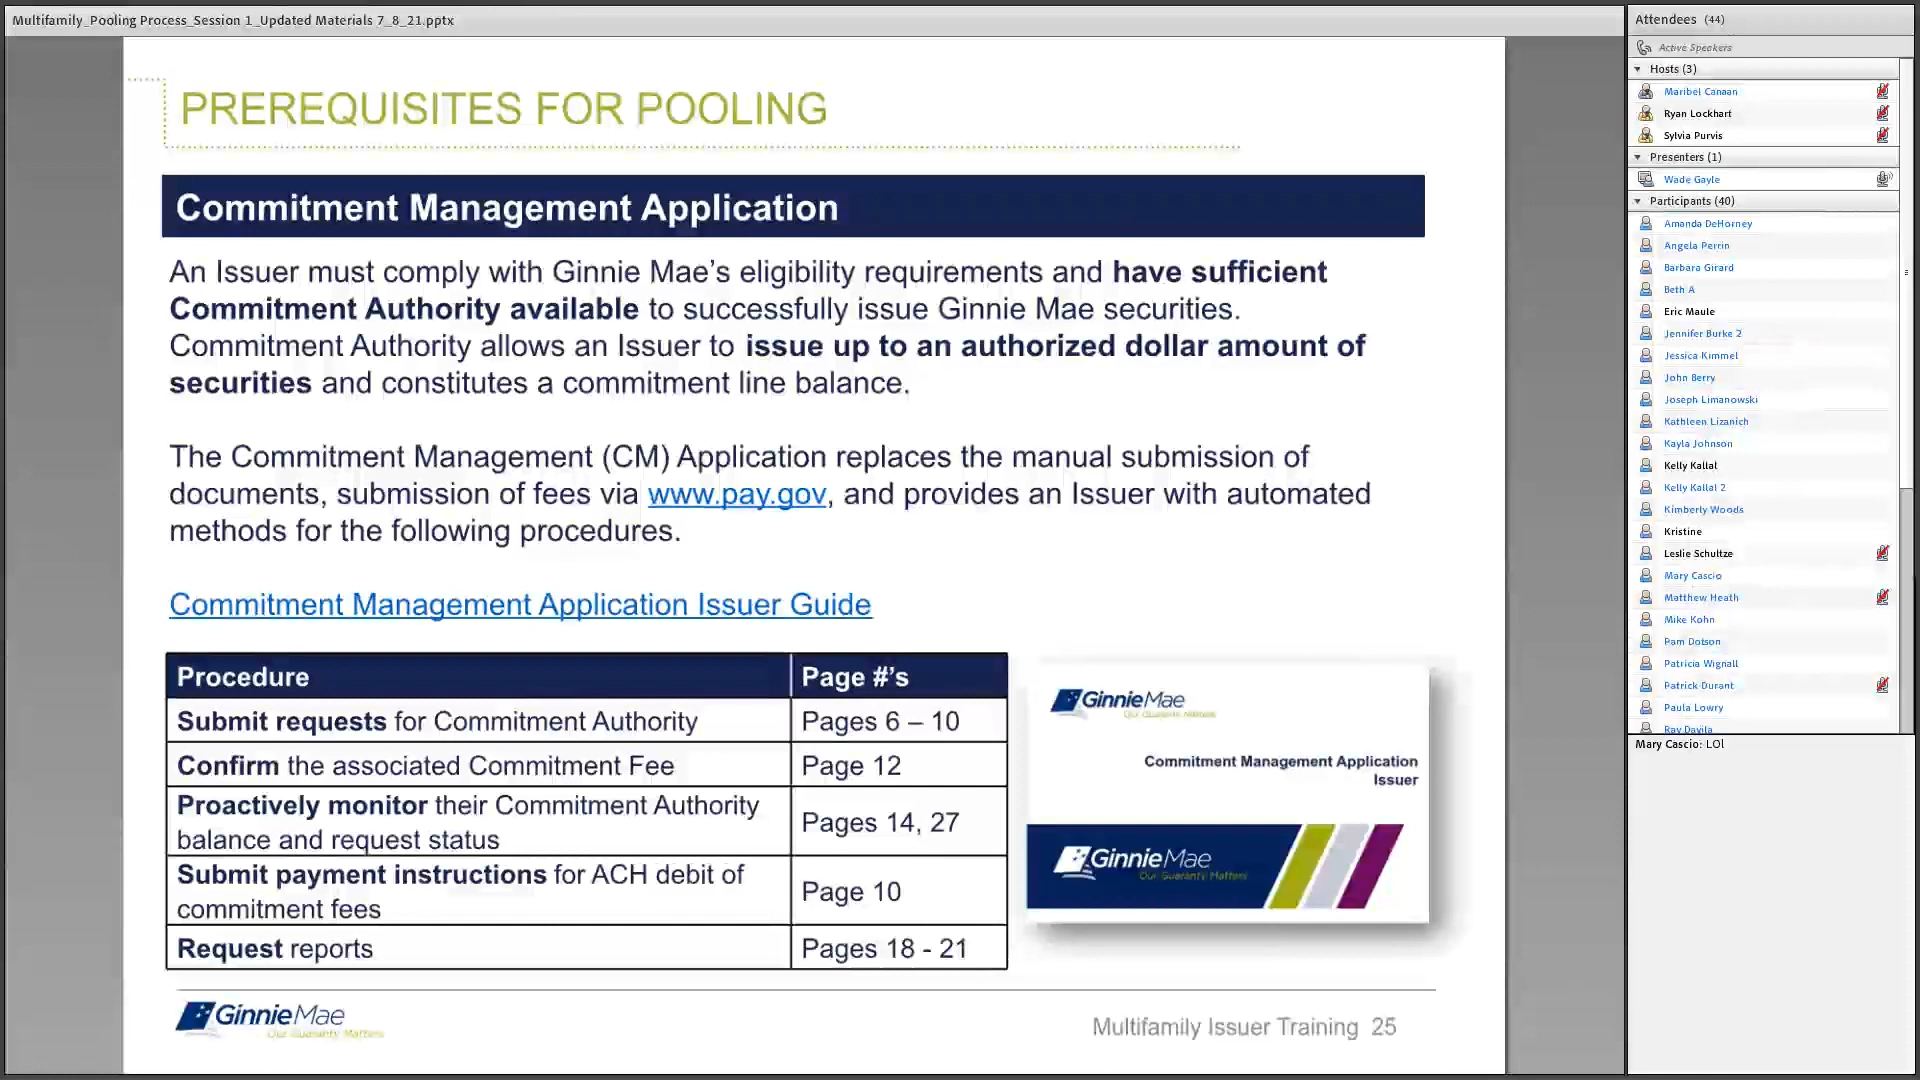 Multifamily_Pooling Process_Session 1_Updated Materials 7_8_21.pptx
PREREQUISITES FOR POOLING
Commitment Management Application
An Issuer must comply with Ginnie Mae’s eligibility requirements and have sufficient
Commitment Authority available to successfully issue Ginnie Mae securities.
Commitment Authority allows an Issuer to issue up to an authorized dollar amount of
securities and constitutes a commitment line balance.
The Commitment Management (CM) Application replaces the manual submission of
documents, submission of fees via www.pay.gov, and provides an Issuer with automated
methods for the following procedures.
Commitment Management Application Issuer Guide
Procedure Page #’s
Submit requests for Commitment Authority Pages 6 – 10
Confirm the associated Commitment Fee Page 12
Proactively monitor their Commitment Authority
balance and request status Pages 14, 27
Submit payment instructions for ACH debit of
commitment fees Page 10
Request reports Pages 18 - 21
GinnieMae
Our Guaranty Matters
Commitment Management Application
Issuer
GinnieMae
Our Guaranty Matters
GinnieMae
Our Guaranty Matters
Multifamily Issuer Training 25
Attendees (44)
Active Speakers
Hosts (3)
Maribel Canaan
Ryan Lockhart
Sylvia Purvis
Presenters (1)
Wade Gayle
Participants (40)
Amanda DeHorney
Angela Perrin
Barbara Girard
Beth A
Eric Maule
Jennifer Burke 2
Jessica Kimmel
John Berry
Joseph Limanowski
Kathleen Lizanich
Kayla Johnson
Kelly Kallal
Kelly Kallal 2
Kimberly Woods
Kristine
Leslie Schultze
Mary Cascio
Matthew Heath
Mike Kohn
Pam Dotson
Patricia Wignall
Patrick Durant
Paula Lowry
Ray Davila
Mary Cascio: LOl